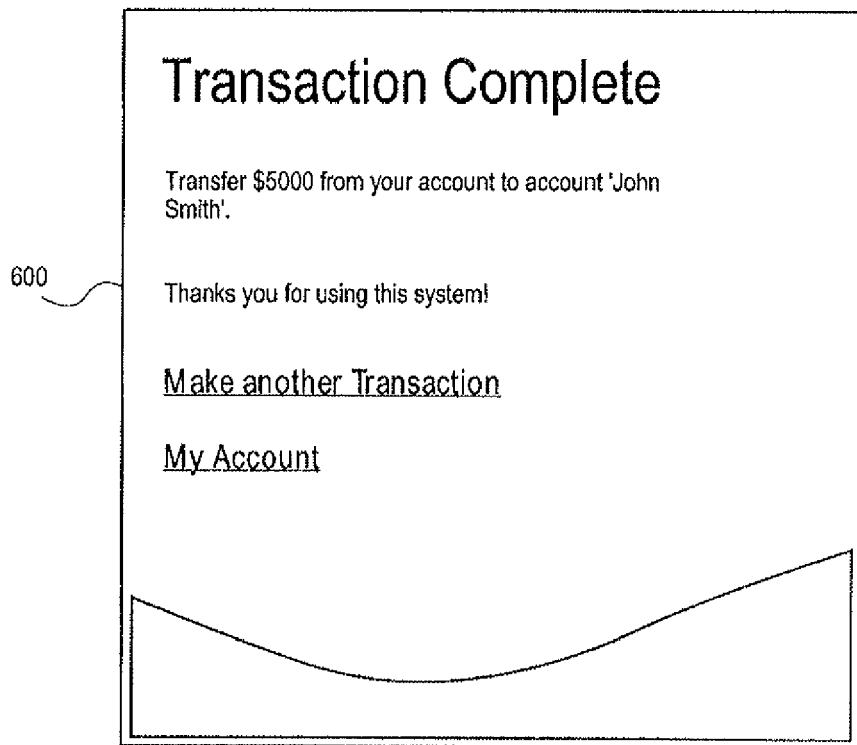 Transaction Complete
Transfer $5000 from your account to account 'John
Smith'.
600
Thanks you for using this system!
Make another Transaction
My Account